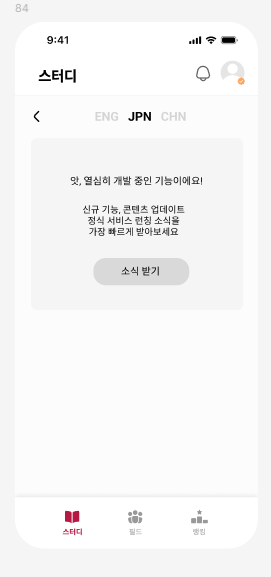 84
9:41
스터디
ENG JPN CHN
앗, 열심히 개발 중인 기능이에요!
신규 기능, 콘텐츠 업데이트
정식 서비스 런칭 소식을
가장 빠르게 받아보세요
소식 받기
스터디 필드 랭킹